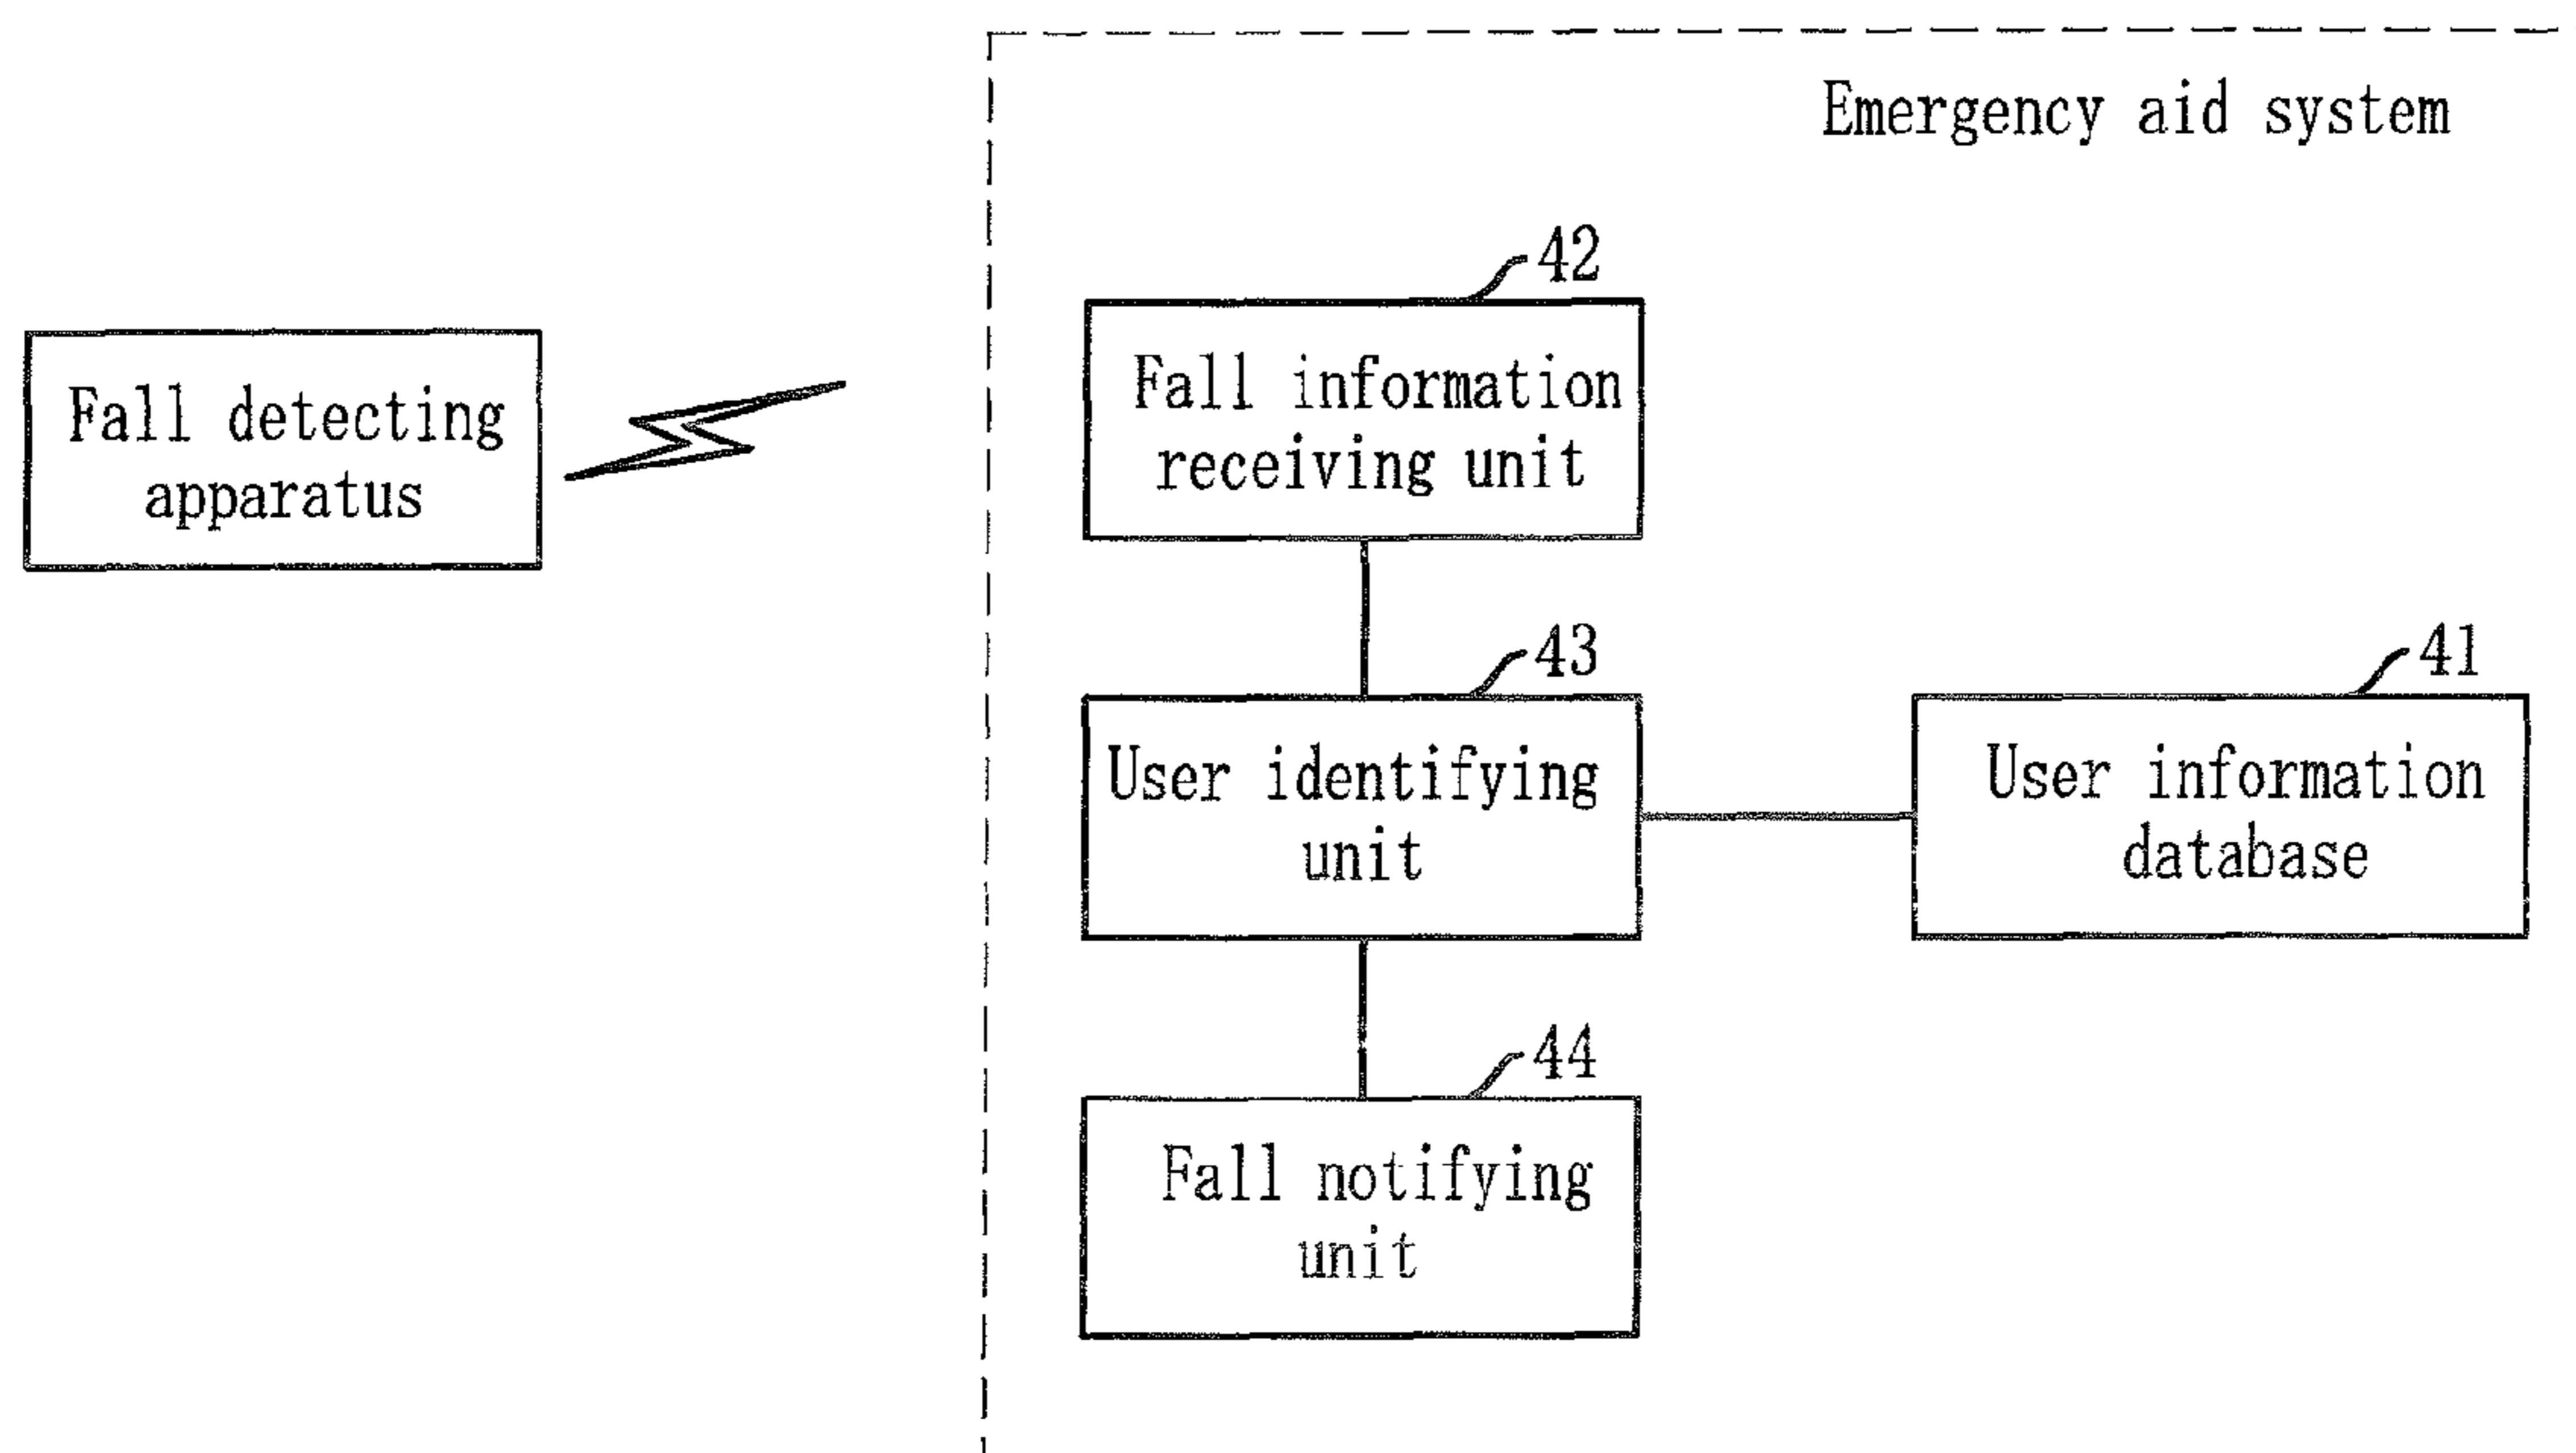 Emergency aid system
42
Fall detecting
apparatus
Fall information
receiving unit
43
41
User identifying
unit
User information
database
44
Fall notifying
unit